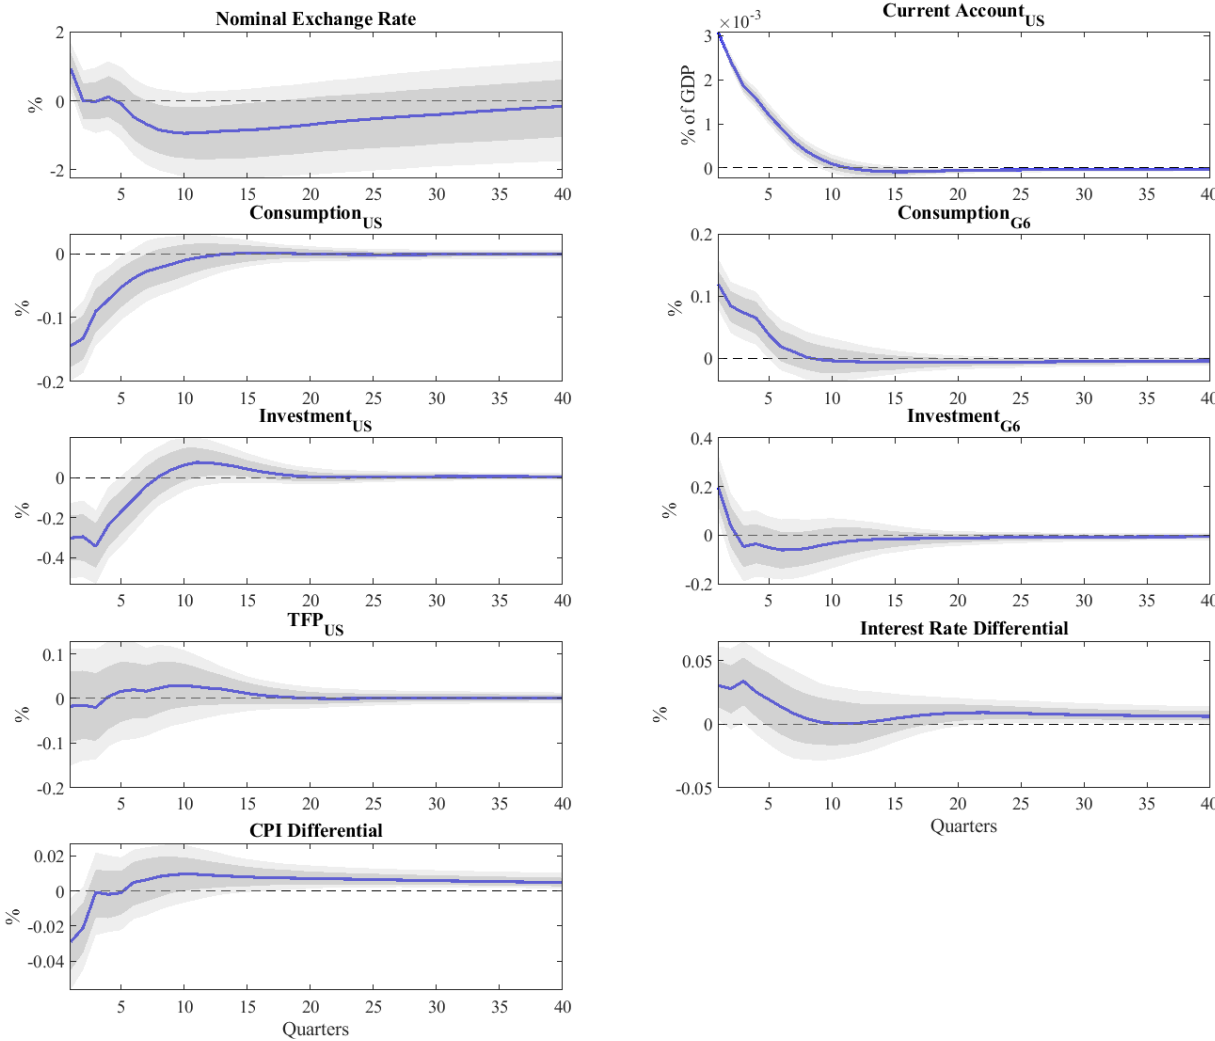 Nominal Exchange Rate
2
0
-2
%
5 10 15 20 25 30 35 40
Current Account_US
×10^-3
3
2
1
0
% of GDP
5 10 15 20 25 30 35 40
Consumption_US
0
-0.1
-0.2
%
5 10 15 20 25 30 35 40
Consumption_G6
0.2
0.1
0
%
5 10 15 20 25 30 35 40
Investment_US
0
-0.2
-0.4
%
5 10 15 20 25 30 35 40
Investment_G6
0.4
0.2
0
-0.2
%
5 10 15 20 25 30 35 40
TFP_US
0.1
0
-0.1
-0.2
%
5 10 15 20 25 30 35 40
Interest Rate Differential
0.05
0
-0.05
%
5 10 15 20 25 30 35 40
Quarters
CPI Differential
0.02
0
-0.02
-0.04
%
5 10 15 20 25 30 35 40
Quarters